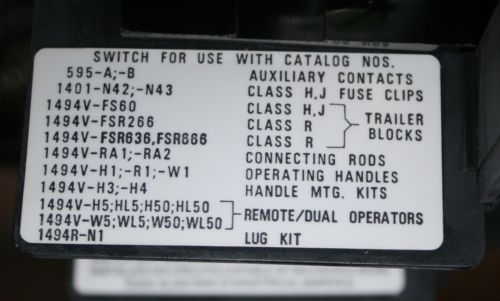 SWITCH FOR USE WITH CATALOG NOS.
595-A;-B AUXILIARY CONTACTS
1401-N42;-N43 CLASS H,J FUSE CLIPS
1494V-FS60 CLASS H,J
1494V-FSR266 CLASS R TRAILER
1494V-FSR636,FSR666 CLASS R BLOCKS
1494V-RA1;-RA2 CONNECTING RODS
1494V-H1;-R1;-W1 OPERATING HANDLES
1494V-H3;-H4 HANDLE MTG. KITS
1494V-H5;HL5;H50;HL50
1494V-W5;WL5;W50;WL50 REMOTE/DUAL OPERATORS
1494R-N1 LUG KIT